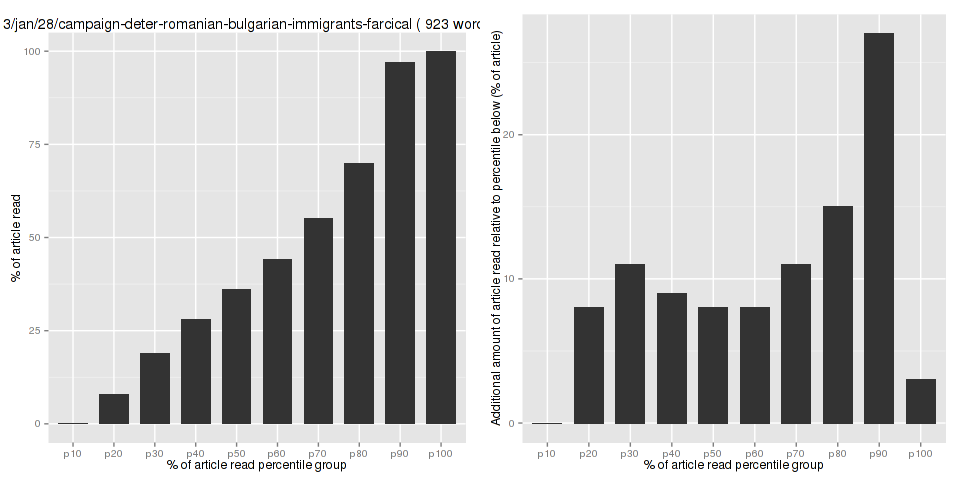 3/jan/28/campaign-deter-romanian-bulgarian-immigrants-farcical ( 923 word
% of article read
100
75
50
25
0
p10 p20 p30 p40 p50 p60 p70 p80 p90 p100
% of article read percentile group
Additional amount of article read relative to percentile below (% of article)
20
10
0
p10 p20 p30 p40 p50 p60 p70 p80 p90 p100
% of article read percentile group